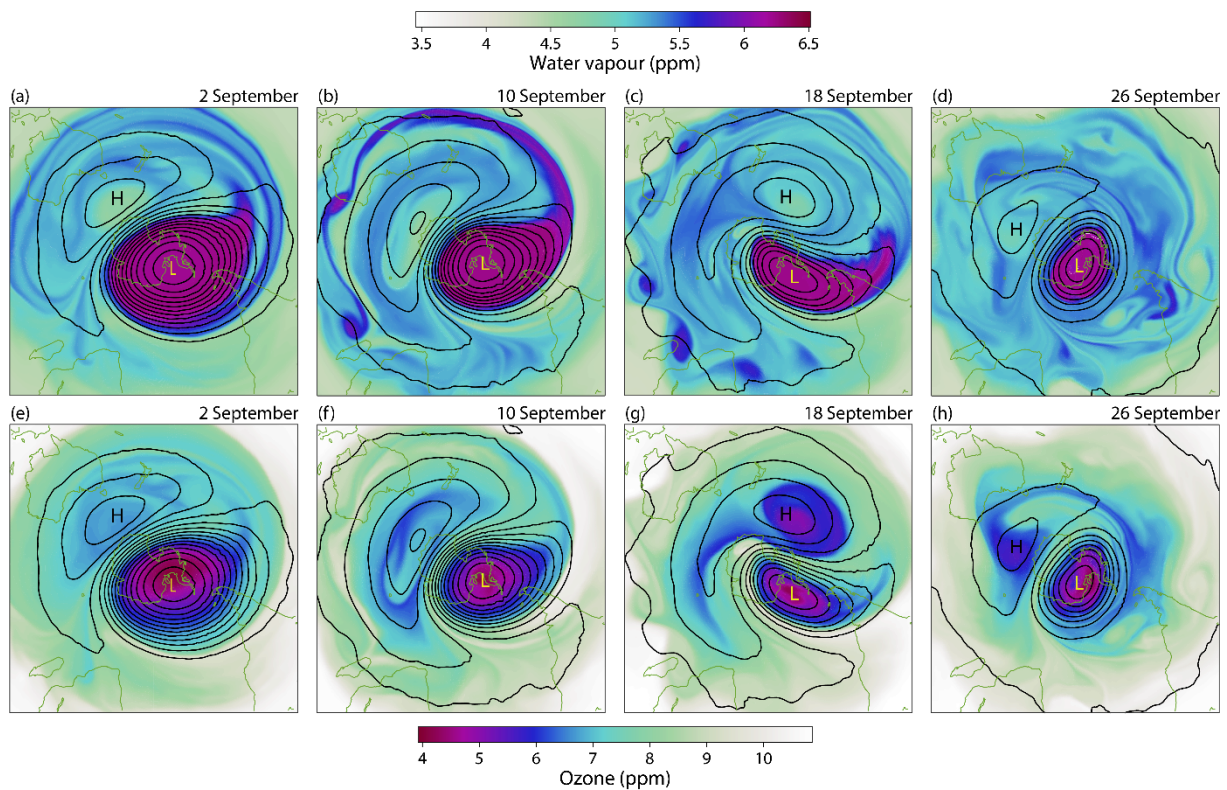 3.5 4 4.5 5 5.5 6 6.5
Water vapour (ppm)
(a) 2 September
(b) 10 September
(c) 18 September
(d) 26 September
H
L
L
H
L
H
L
(e) 2 September
(f) 10 September
(g) 18 September
(h) 26 September
H
L
L
H
L
H
L
4 5 6 7 8 9 10
Ozone (ppm)